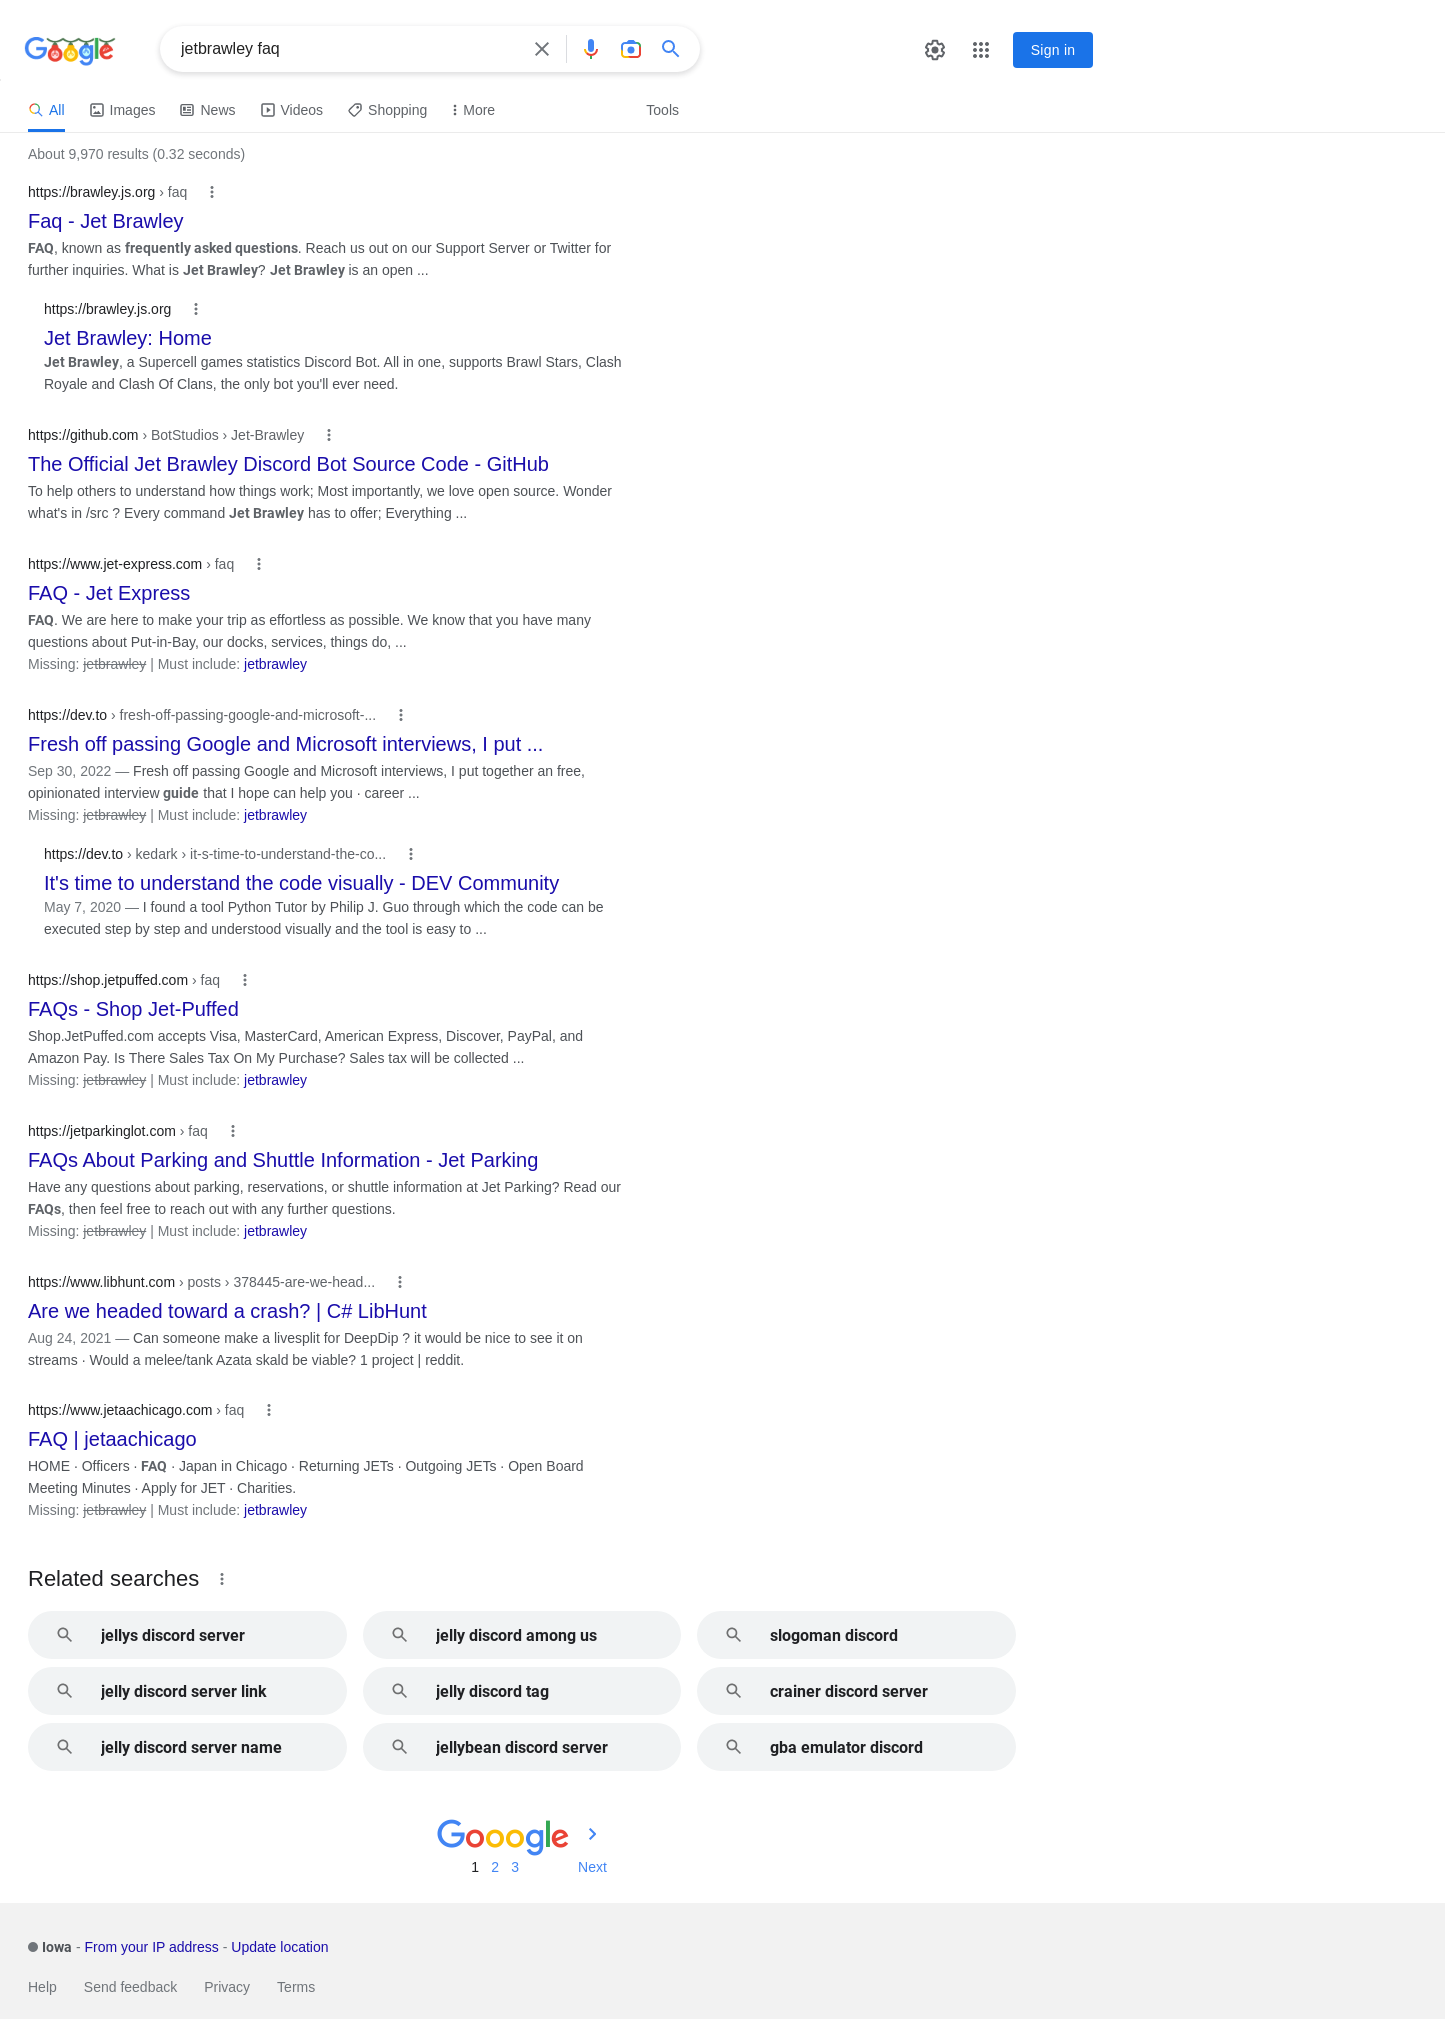 Google
jetbrawley faq
Sign in
All Images News Videos Shopping More Tools
About 9,970 results (0.32 seconds)
https://brawley.js.org › faq
Faq - Jet Brawley
FAQ, known as frequently asked questions. Reach us out on our Support Server or Twitter for
further inquiries. What is Jet Brawley? Jet Brawley is an open ...
https://brawley.js.org
Jet Brawley: Home
Jet Brawley, a Supercell games statistics Discord Bot. All in one, supports Brawl Stars, Clash
Royale and Clash Of Clans, the only bot you'll ever need.
https://github.com › BotStudios › Jet-Brawley
The Official Jet Brawley Discord Bot Source Code - GitHub
To help others to understand how things work; Most importantly, we love open source. Wonder
what's in /src ? Every command Jet Brawley has to offer; Everything ...
https://www.jet-express.com › faq
FAQ - Jet Express
FAQ. We are here to make your trip as effortless as possible. We know that you have many
questions about Put-in-Bay, our docks, services, things do, ...
Missing: jetbrawley | Must include: jetbrawley
https://dev.to › fresh-off-passing-google-and-microsoft-...
Fresh off passing Google and Microsoft interviews, I put ...
Sep 30, 2022 — Fresh off passing Google and Microsoft interviews, I put together an free,
opinionated interview guide that I hope can help you · career ...
Missing: jetbrawley | Must include: jetbrawley
https://dev.to › kedark › it-s-time-to-understand-the-co...
It's time to understand the code visually - DEV Community
May 7, 2020 — I found a tool Python Tutor by Philip J. Guo through which the code can be
executed step by step and understood visually and the tool is easy to ...
https://shop.jetpuffed.com › faq
FAQs - Shop Jet-Puffed
Shop.JetPuffed.com accepts Visa, MasterCard, American Express, Discover, PayPal, and
Amazon Pay. Is There Sales Tax On My Purchase? Sales tax will be collected ...
Missing: jetbrawley | Must include: jetbrawley
https://jetparkinglot.com › faq
FAQs About Parking and Shuttle Information - Jet Parking
Have any questions about parking, reservations, or shuttle information at Jet Parking? Read our
FAQs, then feel free to reach out with any further questions.
Missing: jetbrawley | Must include: jetbrawley
https://www.libhunt.com › posts › 378445-are-we-head...
Are we headed toward a crash? | C# LibHunt
Aug 24, 2021 — Can someone make a livesplit for DeepDip ? it would be nice to see it on
streams · Would a melee/tank Azata skald be viable? 1 project | reddit.
https://www.jetaachicago.com › faq
FAQ | jetaachicago
HOME · Officers · FAQ · Japan in Chicago · Returning JETs · Outgoing JETs · Open Board
Meeting Minutes · Apply for JET · Charities.
Missing: jetbrawley | Must include: jetbrawley
Related searches
jellys discord server
jelly discord among us
slogoman discord
jelly discord server link
jelly discord tag
crainer discord server
jelly discord server name
jellybean discord server
gba emulator discord
Gooogle
1 2 3 Next
Iowa - From your IP address - Update location
Help Send feedback Privacy Terms